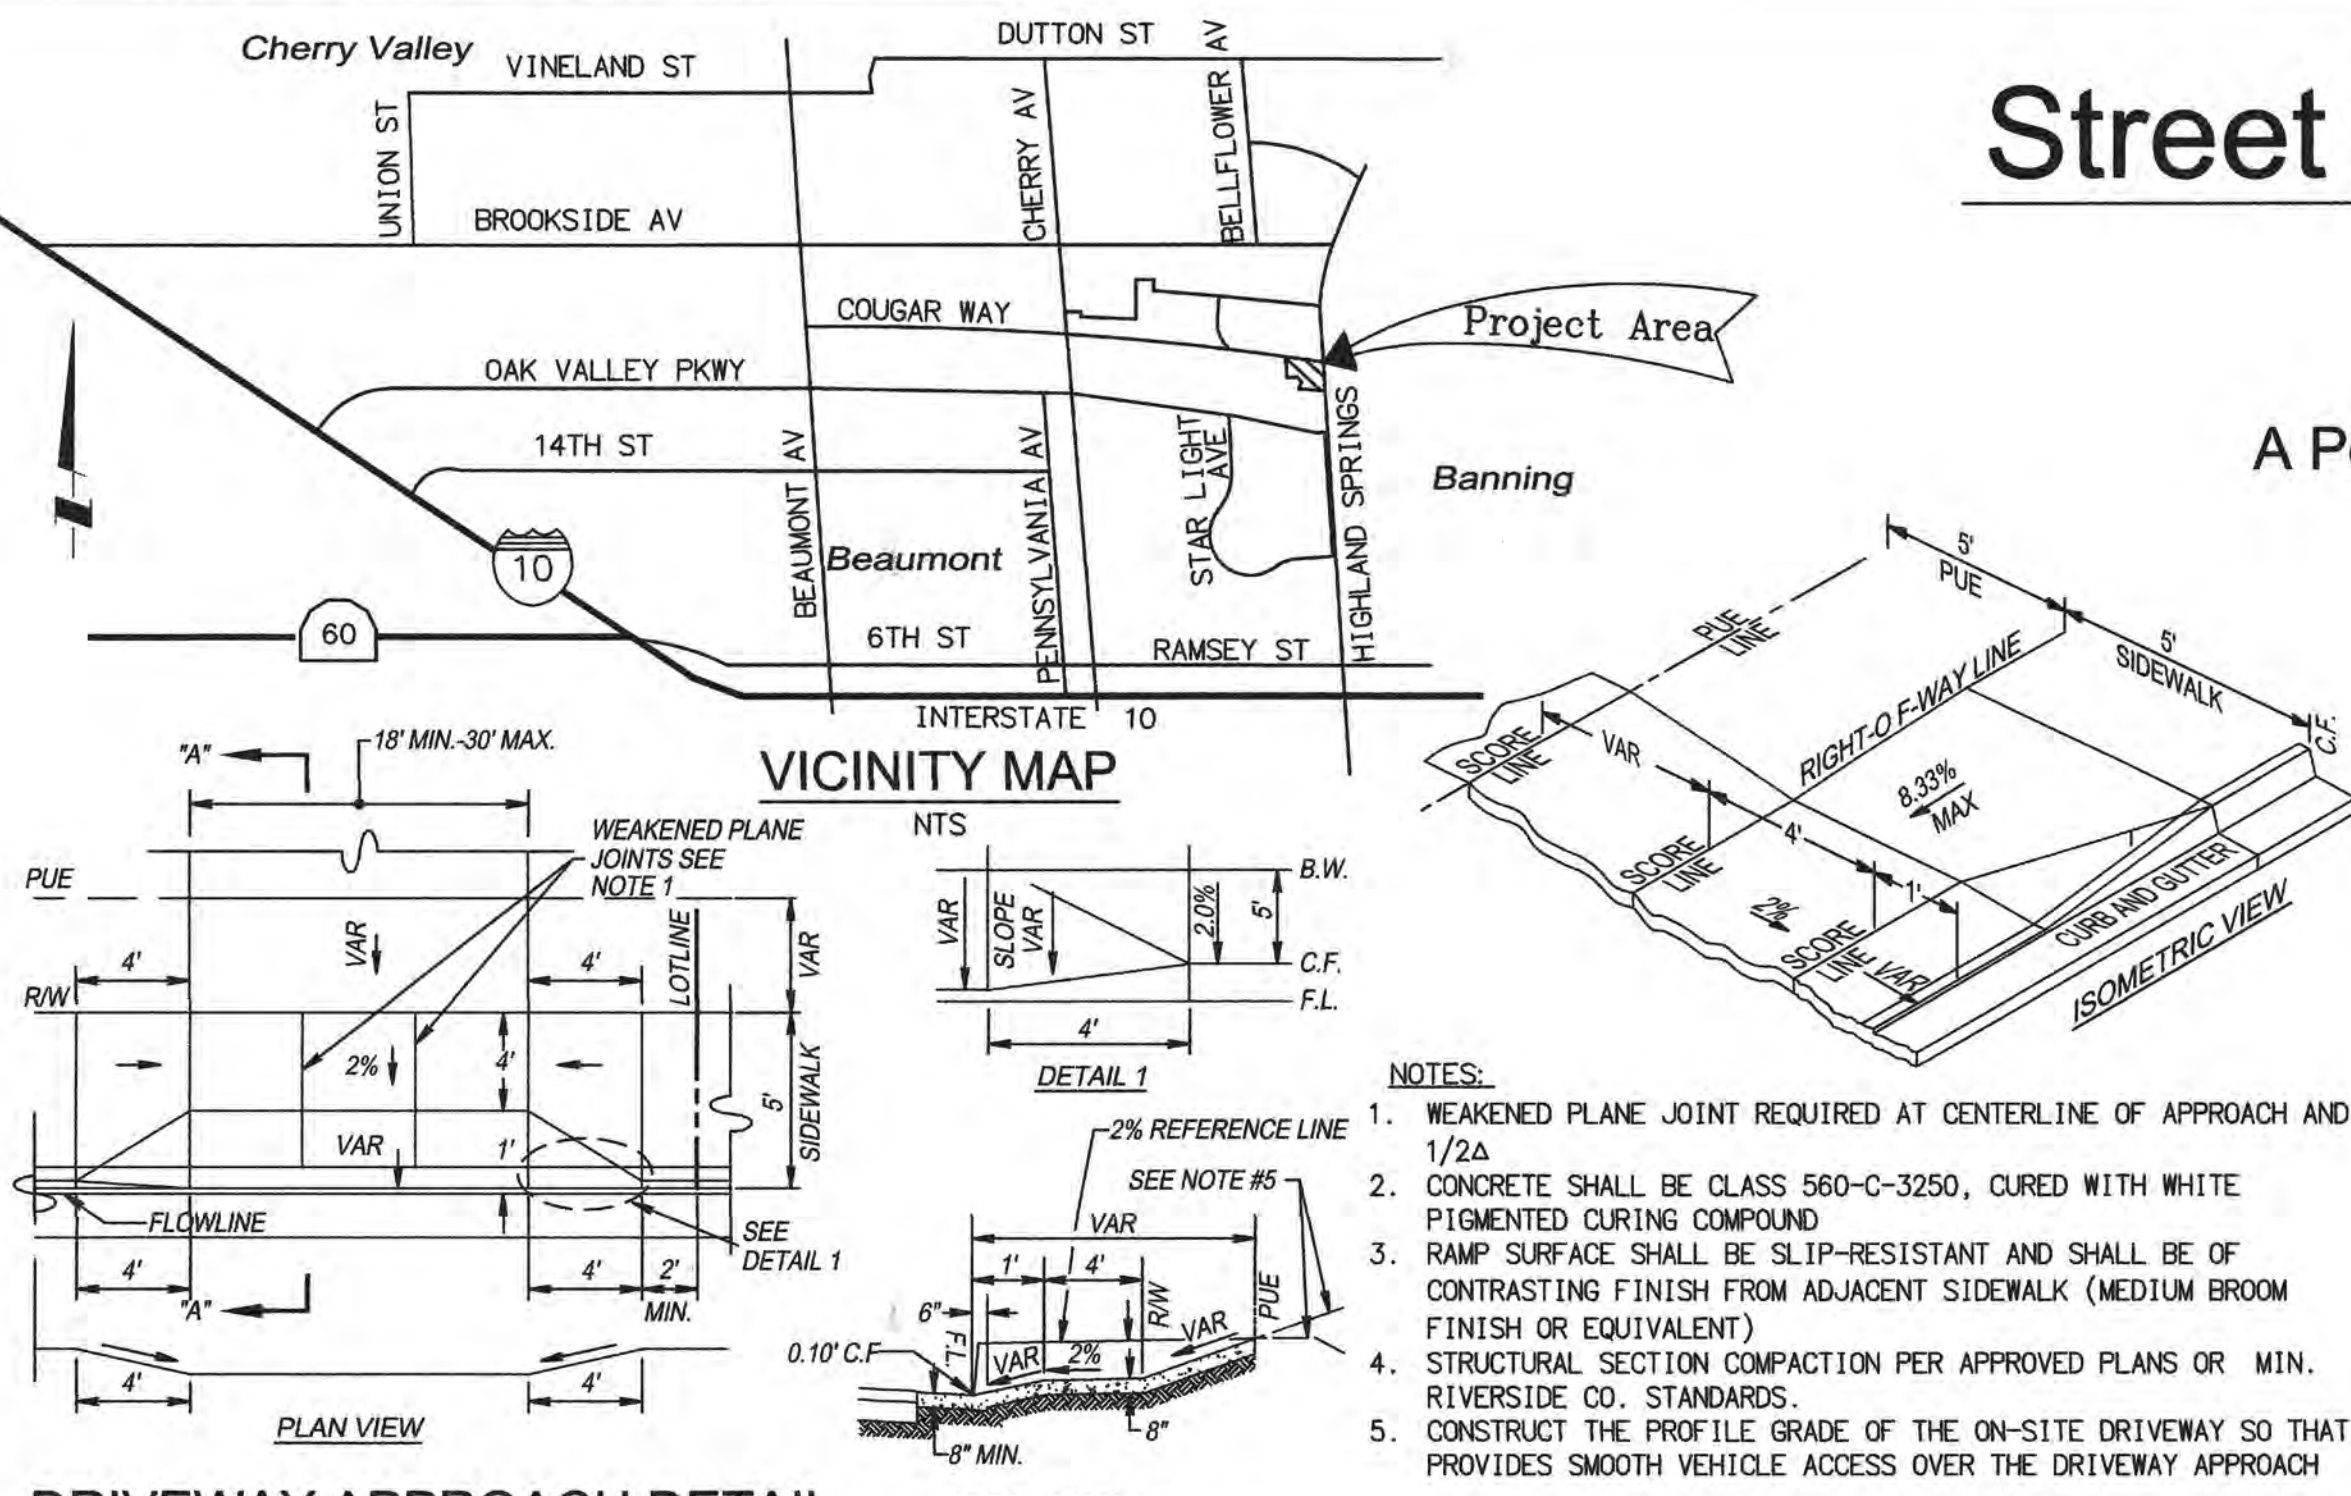 Cherry Valley
VINELAND ST
DUTTON ST
BELLFLOWER AV
UNION ST
CHERRY AV
BROOKSIDE AV
COUGAR WAY
Project Area
OAK VALLEY PKWY
14TH ST
BEAUMONT AV
PENNSYLVANIA AV
STAR LIGHT
AVE
HIGHLAND SPRINGS
Banning
10
Beaumont
60
6TH ST
RAMSEY ST
INTERSTATE 10
VICINITY MAP
NTS
Street
A P
5'
PUE
5'
SIDEWALK
C.F.
PUE
LINE
RIGHT-O F-WAY LINE
SCORE
LINE
VAR
8.33%
MAX
4'
SCORE
LINE
1'
2%
SCORE
LINE
VAR
CURB AND GUTTER
ISOMETRIC VIEW
"A"
18' MIN.-30' MAX.
WEAKENED PLANE
JOINTS SEE
NOTE 1
PUE
VAR
LOTLINE
VAR
4'
4'
R/W
2%
4'
5'
SIDEWALK
VAR
1'
FLOWLINE
SEE
DETAIL 1
4'
4'
2'
MIN.
"A"
4'
4'
PLAN VIEW
B.W.
VAR
SLOPE
VAR
2.0%
5'
C.F.
F.L.
4'
DETAIL 1
2% REFERENCE LINE
SEE NOTE #5
VAR
1'
4'
R/W
PUE
6"
F.L.
VAR
0.10' C.F
VAR
2%
8"
8" MIN.
NOTES:
1. WEAKENED PLANE JOINT REQUIRED AT CENTERLINE OF APPROACH AND
1/2Δ
2. CONCRETE SHALL BE CLASS 560-C-3250, CURED WITH WHITE
PIGMENTED CURING COMPOUND
3. RAMP SURFACE SHALL BE SLIP-RESISTANT AND SHALL BE OF
CONTRASTING FINISH FROM ADJACENT SIDEWALK (MEDIUM BROOM
FINISH OR EQUIVALENT)
4. STRUCTURAL SECTION COMPACTION PER APPROVED PLANS OR MIN.
RIVERSIDE CO. STANDARDS.
5. CONSTRUCT THE PROFILE GRADE OF THE ON-SITE DRIVEWAY SO THAT
PROVIDES SMOOTH VEHICLE ACCESS OVER THE DRIVEWAY APPROACH
DRIVEWAY APPROACH DETAIL